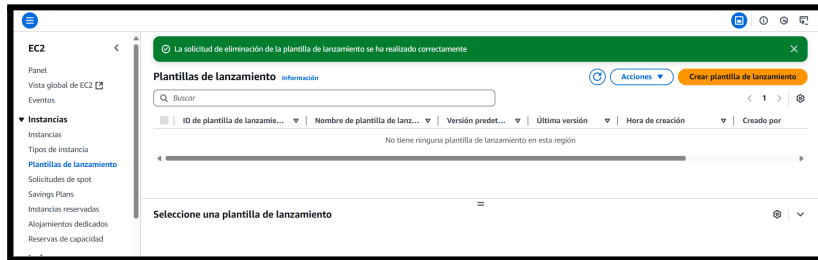 EC2
La solicitud de eliminación de la plantilla de lanzamiento se ha realizado correctamente
Panel
Vista global de EC2
Eventos
Instancias
Instancias
Tipos de instancia
Plantillas de lanzamiento
Solicitudes de spot
Savings Plans
Instancias reservadas
Alojamientos dedicados
Reservas de capacidad
Plantillas de lanzamiento Información
Acciones
Crear plantilla de lanzamiento
Buscar
1
ID de plantilla de lanzamie... Nombre de plantilla de lanz... Versión predet... Última versión Hora de creación Creado por
No tiene ninguna plantilla de lanzamiento en esta región
Seleccione una plantilla de lanzamiento